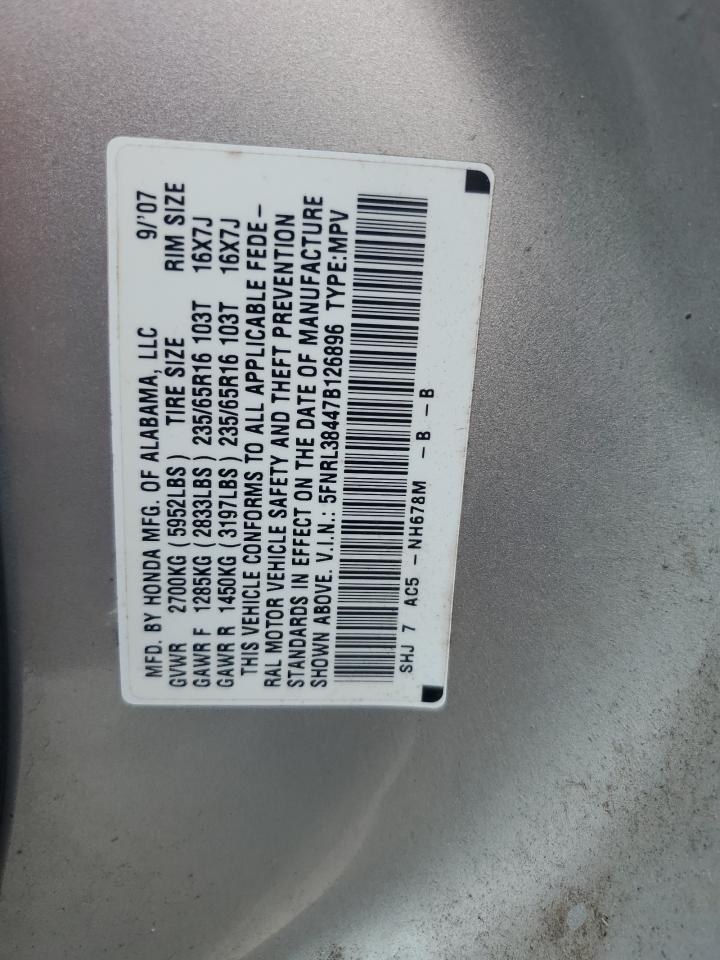 MFD. BY HONDA MFG. OF ALABAMA, LLC 9/'07
GVWR 2700KG ( 5952LBS ) TIRE SIZE RIM SIZE
GAWR F 1285KG ( 2833LBS ) 235/65R16 103T 16X7J
GAWR R 1450KG ( 3197LBS ) 235/65R16 103T 16X7J
THIS VEHICLE CONFORMS TO ALL APPLICABLE FEDE-
RAL MOTOR VEHICLE SAFETY AND THEFT PREVENTION
STANDARDS IN EFFECT ON THE DATE OF MANUFACTURE
SHOWN ABOVE. V.I.N.: 5FNRL38447B126896 TYPE:MPV
SHJ 7 AC5 - NH678M - B - B